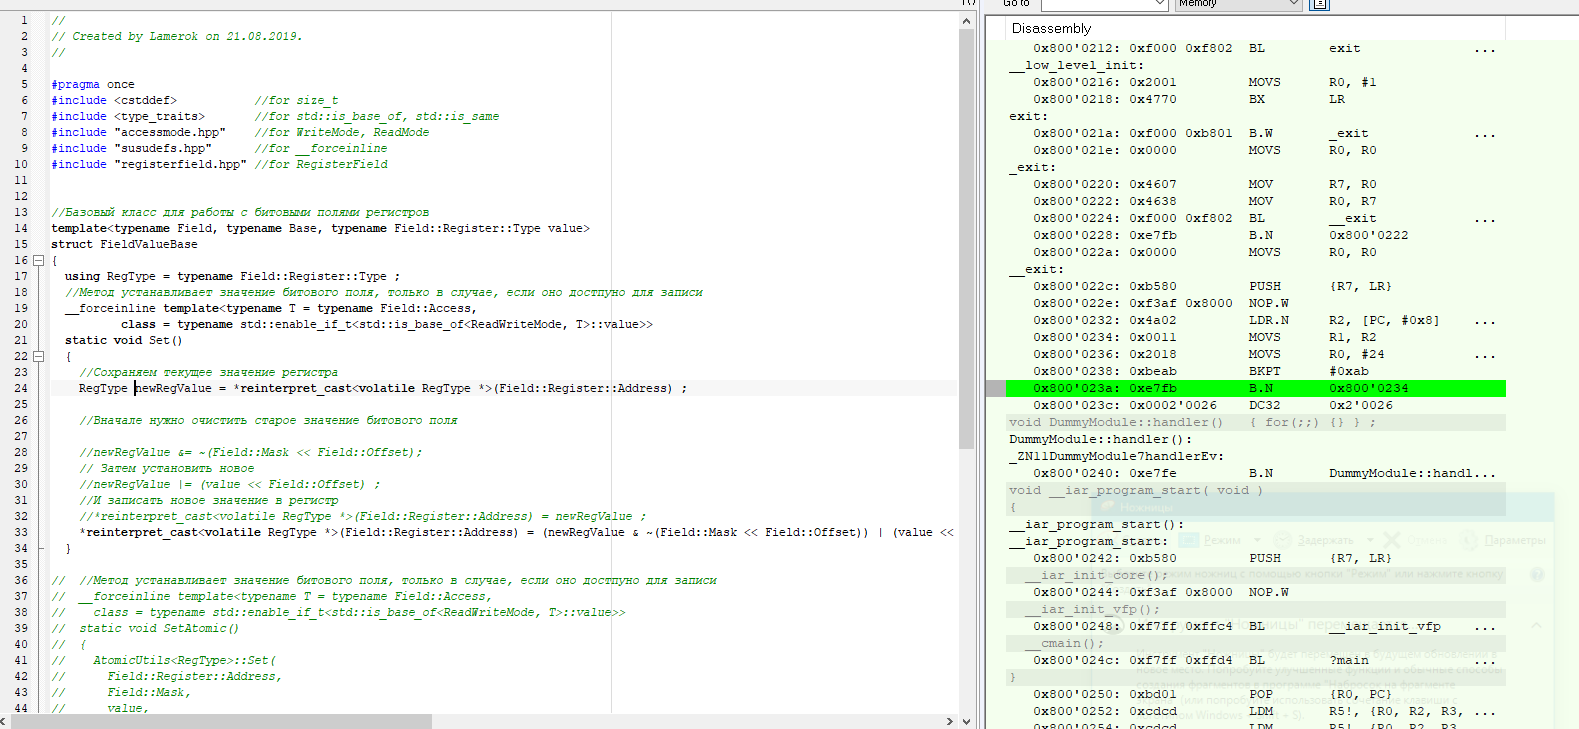 Go to
Memory
1 //
2 // Created by Lamerok on 21.08.2019.
3 //
4
5 #pragma once
6 #include <cstddef>           //for size_t
7 #include <type_traits>       //for std::is_base_of, std::is_same
8 #include "accessmode.hpp"    //for WriteMode, ReadMode
9 #include "susudefs.hpp"      //for __forceinline
10 #include "registerfield.hpp" //for RegisterField
11
12
13 //Базовый класс для работы с битовыми полями регистров
14 template<typename Field, typename Base, typename Field::Register::Type value>
15 struct FieldValueBase
16 {
17   using RegType = typename Field::Register::Type ;
18   //Метод устанавливает значение битового поля, только в случае, если оно достпуно для записи
19   __forceinline template<typename T = typename Field::Access,
20           class = typename std::enable_if_t<std::is_base_of<ReadWriteMode, T>::value>>
21   static void Set()
22   {
23     //Сохраняем текущее значение регистра
24     RegType newRegValue = *reinterpret_cast<volatile RegType *>(Field::Register::Address) ;
25
26     //Вначале нужно очистить старое значение битового поля
27
28     //newRegValue &= ~(Field::Mask << Field::Offset);
29     // Затем установить новое
30     //newRegValue |= (value << Field::Offset) ;
31     //И записать новое значение в регистр
32     //*reinterpret_cast<volatile RegType *>(Field::Register::Address) = newRegValue ;
33     *reinterpret_cast<volatile RegType *>(Field::Register::Address) = (newRegValue & ~(Field::Mask << Field::Offset)) | (value <<
34   }
35
36 //  //Метод устанавливает значение битового поля, только в случае, если оно достпуно для записи
37 //  __forceinline template<typename T = typename Field::Access,
38 //    class = typename std::enable_if_t<std::is_base_of<ReadWriteMode, T>::value>>
39 //  static void SetAtomic()
40 //  {
41 //    AtomicUtils<RegType>::Set(
42 //      Field::Register::Address,
43 //      Field::Mask,
44 //      value,
Disassembly
0x800'0212: 0xf000 0xf802  BL        exit              ...
__low_level_init:
0x800'0216: 0x2001         MOVS      R0, #1
0x800'0218: 0x4770         BX        LR
exit:
0x800'021a: 0xf000 0xb801  B.W       _exit             ...
0x800'021e: 0x0000         MOVS      R0, R0
_exit:
0x800'0220: 0x4607         MOV       R7, R0
0x800'0222: 0x4638         MOV       R0, R7
0x800'0224: 0xf000 0xf802  BL        __exit            ...
0x800'0228: 0xe7fb         B.N       0x800'0222
0x800'022a: 0x0000         MOVS      R0, R0
__exit:
0x800'022c: 0xb580         PUSH      {R7, LR}
0x800'022e: 0xf3af 0x8000  NOP.W
0x800'0232: 0x4a02         LDR.N     R2, [PC, #0x8]    ...
0x800'0234: 0x0011         MOVS      R1, R2
0x800'0236: 0x2018         MOVS      R0, #24
0x800'0238: 0xbeab         BKPT      #0xab
0x800'023a: 0xe7fb         B.N       0x800'0234
0x800'023c: 0x0002'0026    DC32      0x2'0026
void DummyModule::handler()   { for(;;) {} } ;
DummyModule::handler():
_ZN11DummyModule7handlerEv:
0x800'0240: 0xe7fe         B.N       DummyModule::handl...
void __iar_program_start( void )
{
Ножницы
__iar_program_start():
__iar_program_start:
Режим
Задержать
Параметры
0x800'0242: 0xb580         PUSH      {R7, LR}
__iar_init_core();
режим ножниц с помощью кнопки "Режим" или нажмите кнопку
0x800'0244: 0xf3af 0x8000  NOP.W
__iar_init_vfp();
0x800'0248: 0xf7ff 0xffc4  BL        __iar_init_vfp    ...
__cmain();
0x800'024c: 0xf7ff 0xffd4  BL        ?main             ...
}
0x800'0250: 0xbd01         POP       {R0, PC}
0x800'0252: 0xcdcd         LDM       R5!, {R0, R2, R3, ...
0x800'0254: 0xcdcd         LDM       R5!, {R0, R2, R3,